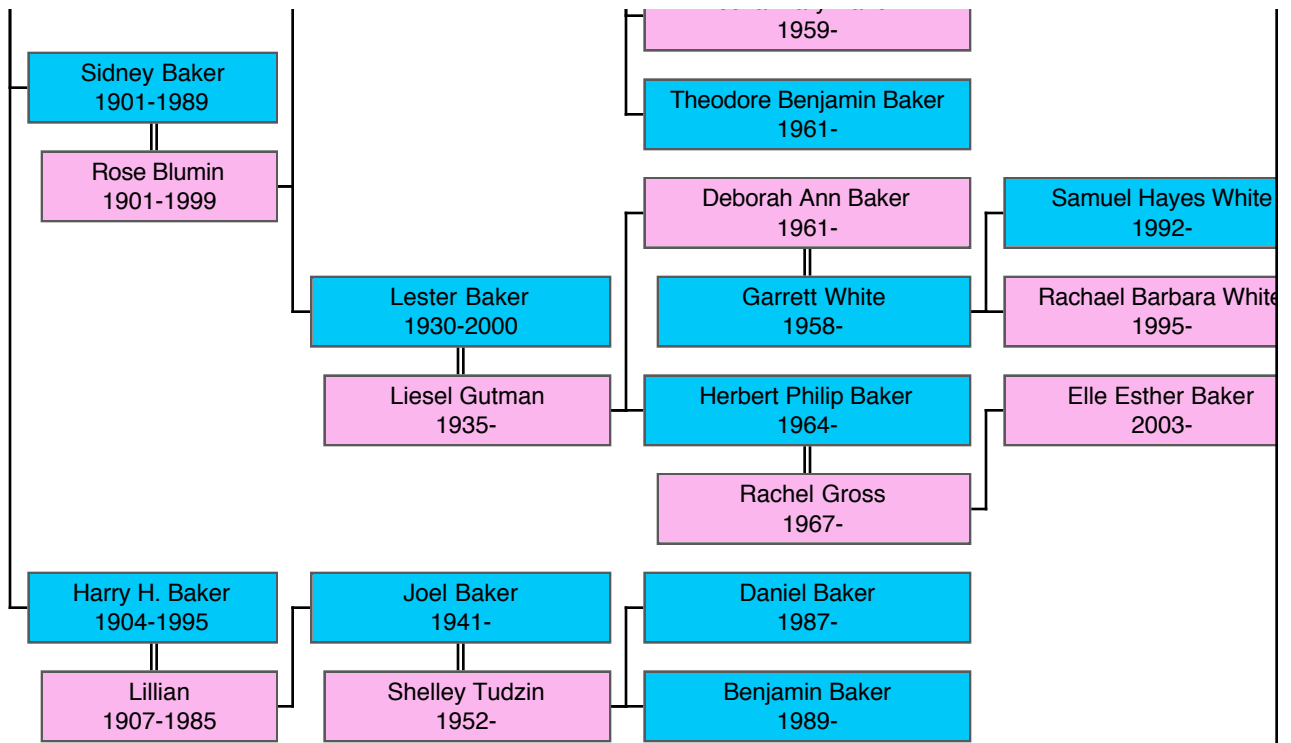 1959-
Sidney Baker
1901-1989
Theodore Benjamin Baker
1961-
Rose Blumin
1901-1999
Deborah Ann Baker
1961-
Samuel Hayes White
1992-
Lester Baker
1930-2000
Garrett White
1958-
Rachael Barbara White
1995-
Liesel Gutman
1935-
Herbert Philip Baker
1964-
Elle Esther Baker
2003-
Rachel Gross
1967-
Harry H. Baker
1904-1995
Joel Baker
1941-
Daniel Baker
1987-
Lillian
1907-1985
Shelley Tudzin
1952-
Benjamin Baker
1989-